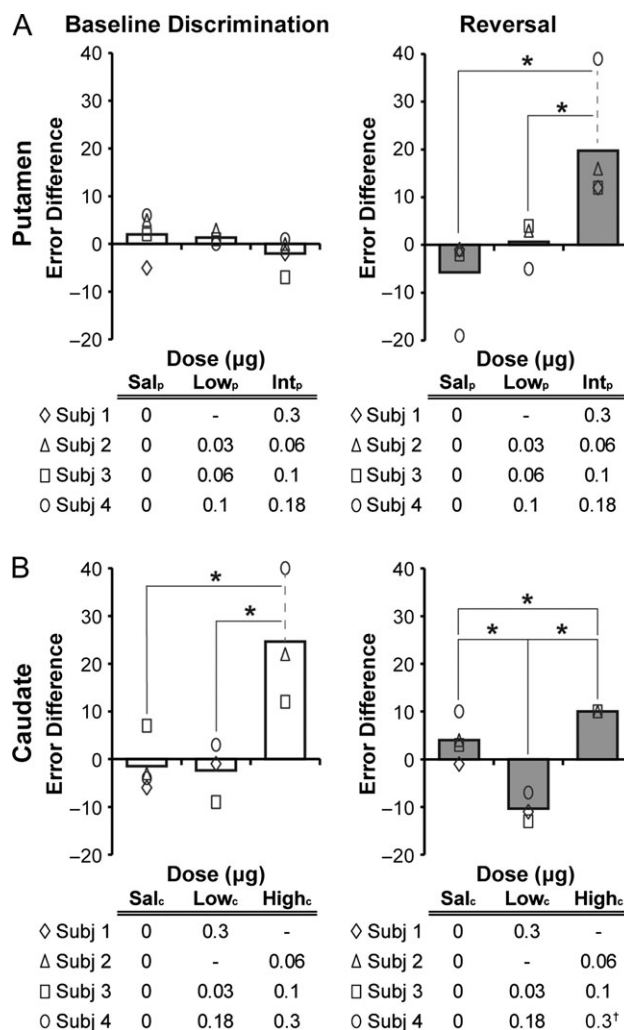 A
Baseline Discrimination
Reversal
Putamen
Error Difference
40
30
20
10
0
–10
–20
Error Difference
40
30
20
10
0
–10
–20
*
*
Dose (µg)
Salₚ Lowₚ Intₚ
◇ Subj 1 0 - 0.3
△ Subj 2 0 0.03 0.06
□ Subj 3 0 0.06 0.1
○ Subj 4 0 0.1 0.18
Dose (µg)
Salₚ Lowₚ Intₚ
◇ Subj 1 0 - 0.3
△ Subj 2 0 0.03 0.06
□ Subj 3 0 0.06 0.1
○ Subj 4 0 0.1 0.18
B
Caudate
Error Difference
40
30
20
10
0
–10
–20
*
*
Error Difference
40
30
20
10
0
–10
–20
*
*
*
Dose (µg)
Sal꜀ Low꜀ High꜀
◇ Subj 1 0 0.3 -
△ Subj 2 0 - 0.06
□ Subj 3 0 0.03 0.1
○ Subj 4 0 0.18 0.3
Dose (µg)
Sal꜀ Low꜀ High꜀
◇ Subj 1 0 0.3 -
△ Subj 2 0 - 0.06
□ Subj 3 0 0.03 0.1
○ Subj 4 0 0.18 0.3†